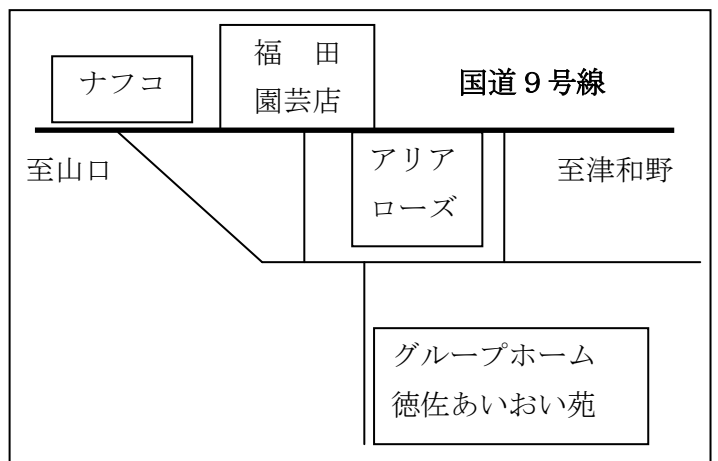 福　田
園芸店
ナフコ
国道９号線
至山口
アリア
ローズ
至津和野
グループホーム
徳佐あいおい苑